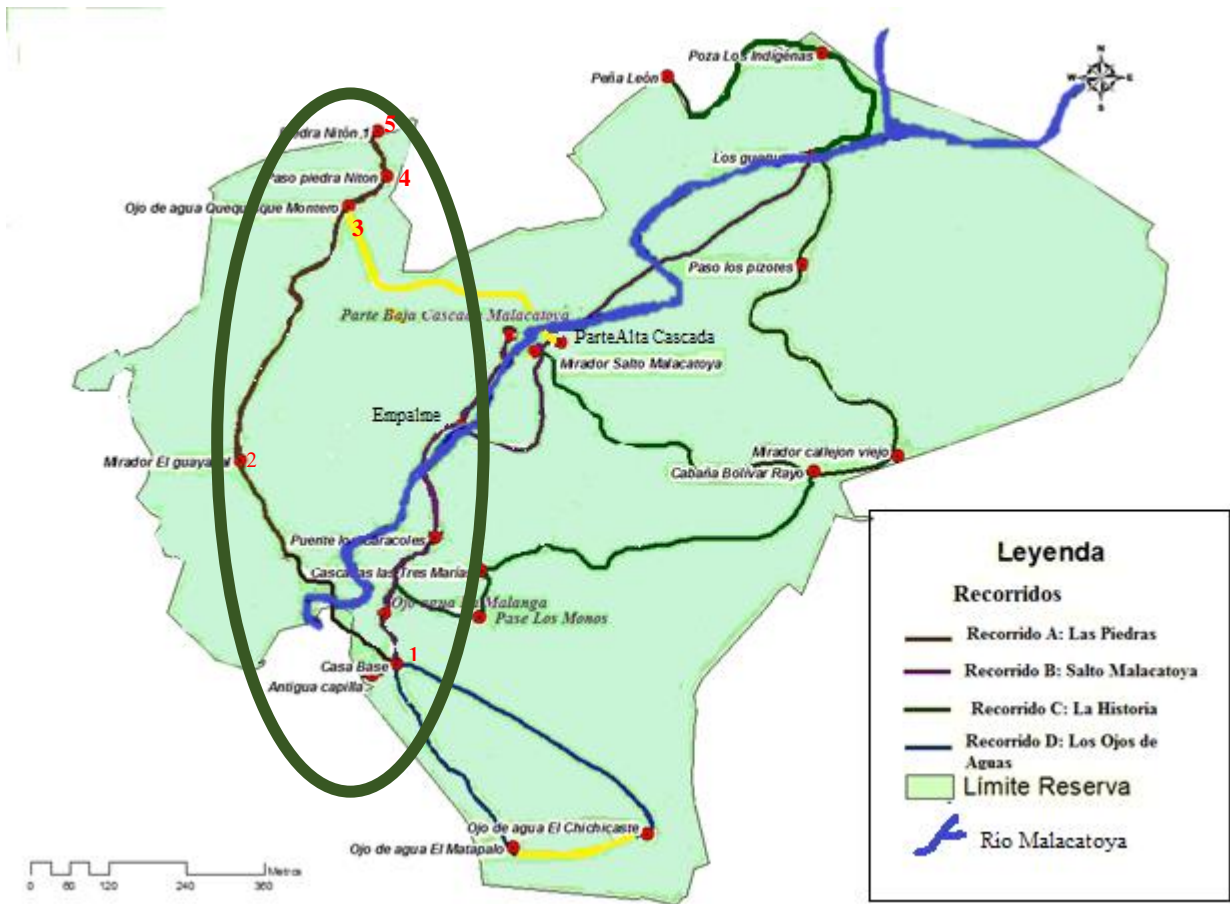 Poza Los Indígenas
Peña León
N
W E
S
5
Piedra Nitón 1
Los
Paso piedra Niton 4
Ojo de agua Quequisque Montero
3
Paso los pizotes
Parte Baja Cascada Malacatoya
ParteAlta Cascada
Mirador Salto Malacatoya
Empalme
Mirador callejon viejo
Mirador El 2
Cabaña Bolívar Rayo
Puente los Caracoles
Cascadas las Tres Marías
Ojo agua La Malanga
Pase Los Monos
1
Casa Base
Antigua capilla
Ojo de agua El Chichicaste
Ojo de agua El Matapalo
Metros
0 60 120 240 360
Leyenda
Recorridos
Recorrido A: Las Piedras
Recorrido B: Salto Malacatoya
Recorrido C: La Historia
Recorrido D: Los Ojos de
Aguas
Límite Reserva
Río Malacatoya